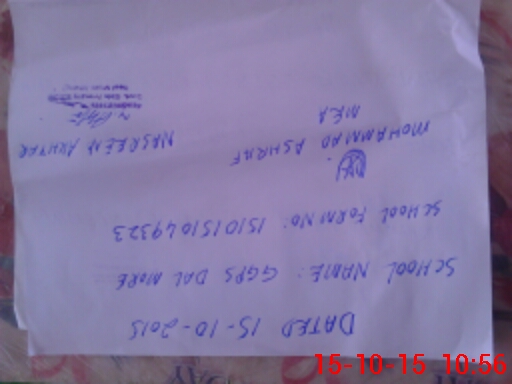 DATED 15-10-2015
SCHOOL NAME: GGPS DAL MORE
SCHOOL FORM NO: 1510151049323
MOHAMMAD ASHRAF NASREEN AKHTAR
MEA
15-10-15 10:56